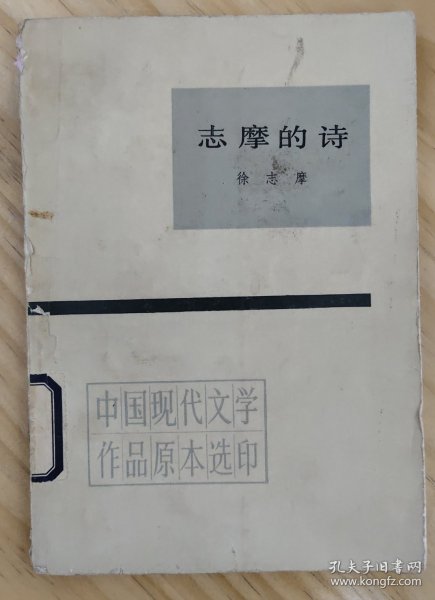 志摩的诗
徐志摩
中国现代文学
作品原本选印
孔夫子旧书网
www.kongfz.com